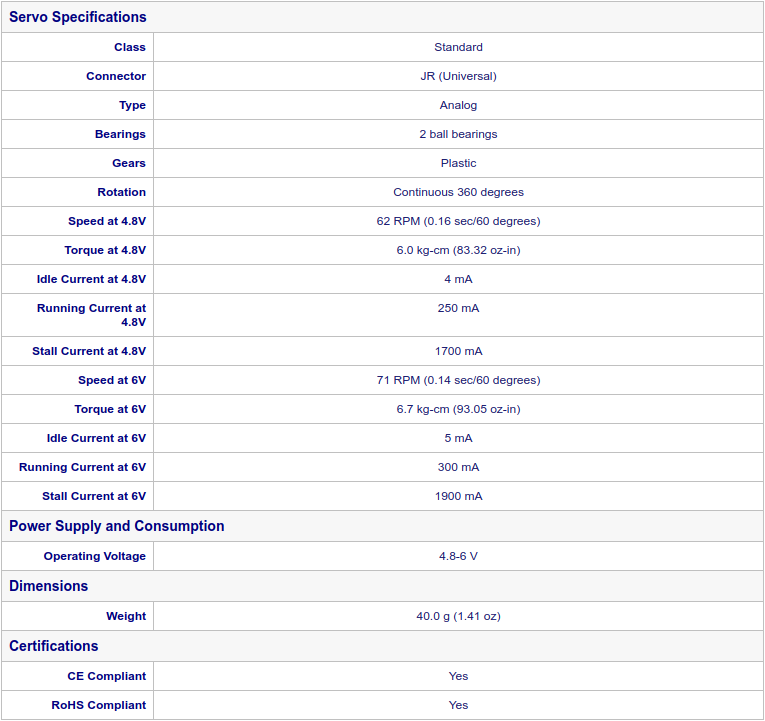 Servo Specifications
Class Standard
Connector JR (Universal)
Type Analog
Bearings 2 ball bearings
Gears Plastic
Rotation Continuous 360 degrees
Speed at 4.8V 62 RPM (0.16 sec/60 degrees)
Torque at 4.8V 6.0 kg-cm (83.32 oz-in)
Idle Current at 4.8V 4 mA
Running Current at 250 mA
4.8V
Stall Current at 4.8V 1700 mA
Speed at 6V 71 RPM (0.14 sec/60 degrees)
Torque at 6V 6.7 kg-cm (93.05 oz-in)
Idle Current at 6V 5 mA
Running Current at 6V 300 mA
Stall Current at 6V 1900 mA
Power Supply and Consumption
Operating Voltage 4.8-6 V
Dimensions
Weight 40.0 g (1.41 oz)
Certifications
CE Compliant Yes
RoHS Compliant Yes